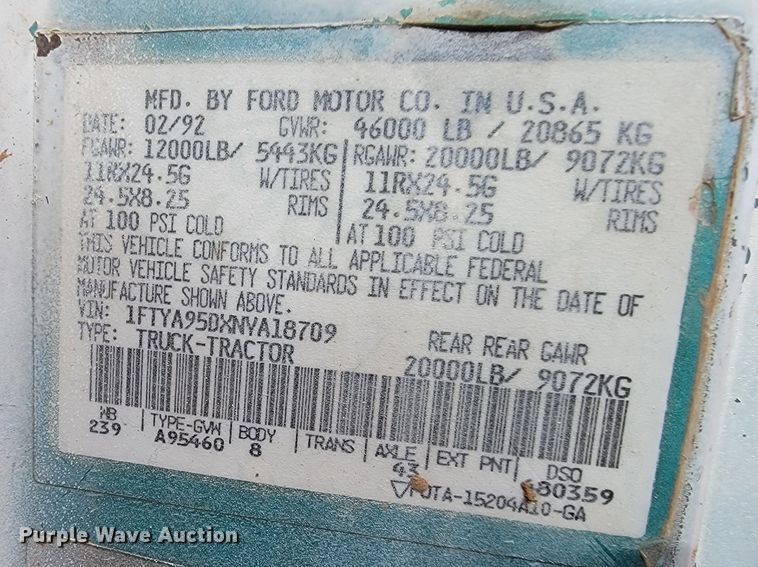 MFD. BY FORD MOTOR CO. IN U.S.A.
DATE: 02/92 GVWR: 46000 LB / 20865 KG
FGAWR: 12000LB/ 5443KG RGAWR: 20000LB/ 9072KG
11RX24.5G W/TIRES 11RX24.5G W/TIRES
24.5X8.25 RIMS 24.5X8.25 RIMS
AT 100 PSI COLD AT 100 PSI COLD
THIS VEHICLE CONFORMS TO ALL APPLICABLE FEDERAL
MOTOR VEHICLE SAFETY STANDARDS IN EFFECT ON THE DATE OF
MANUFACTURE SHOWN ABOVE.
VIN: 1FTYA95DXNVA18709
TYPE: TRUCK-TRACTOR REAR REAR GAWR
20000LB/ 9072KG
WB TYPE-GVW BODY TRANS AXLE EXT PNT DSO
239 A95460 8 43 680359
-15204A10-GA
Purple Wave Auction